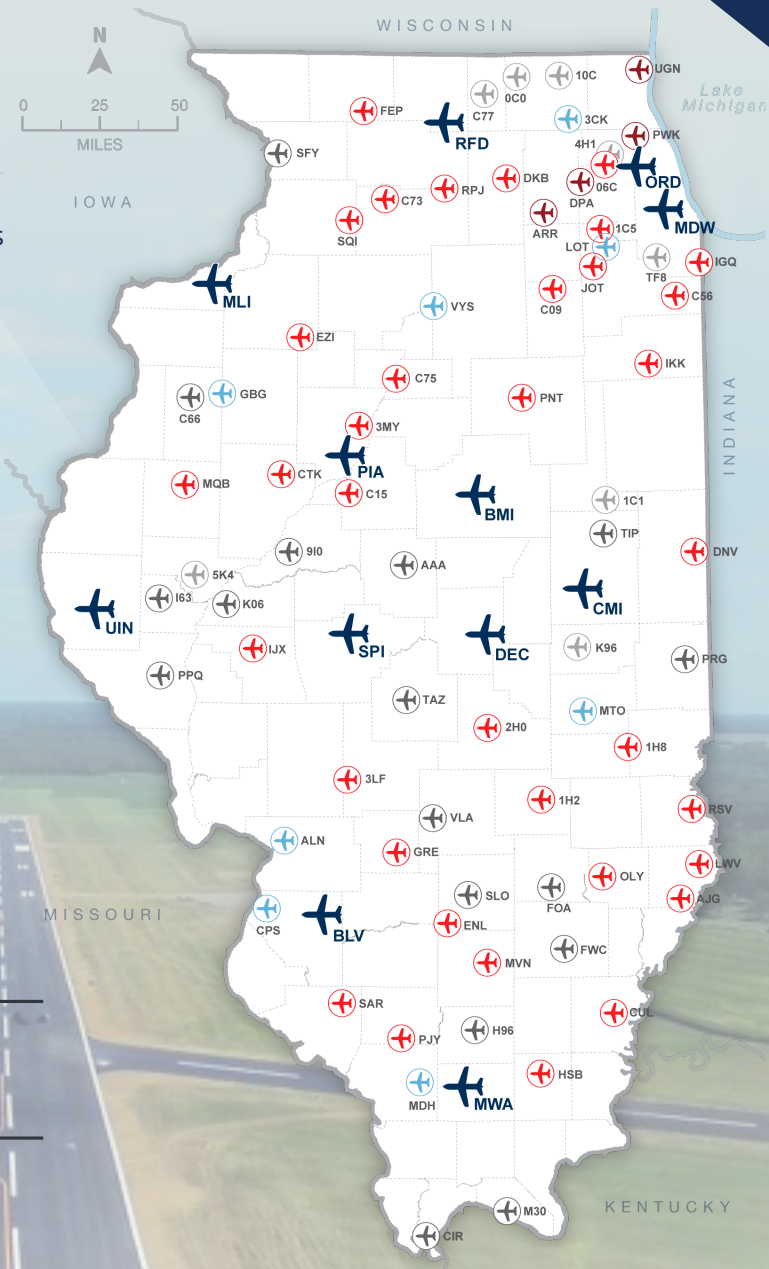 WISCONSIN
N
0 25 50
MILES
Lake
Michigan
IOWA
S
UGN
10C
0C0
C77
FEP
RFD
3CK
PWK
4H1
SFY
ORD
06C
DPA
DKB
RPJ
C73
SQI
ARR
MDW
1C5
LOT
JOT
TF8
IGQ
C56
C09
MLI
VYS
EZI
IKK
C75
GBG
C66
PNT
INDIANA
3MY
PIA
CTK
MQB
C15
BMI
1C1
TIP
DNV
9I0
AAA
5K4
I63
K06
CMI
UIN
SPI
DEC
IJX
K96
PRG
PPQ
TAZ
MTO
2H0
1H8
3LF
1H2
RSV
VLA
ALN
GRE
LWV
OLY
SLO
FOA
AJG
MISSOURI
CPS
BLV
ENL
FWC
MVN
SAR
CUL
H96
PJY
HSB
MDH
MWA
KENTUCKY
M30
CIR